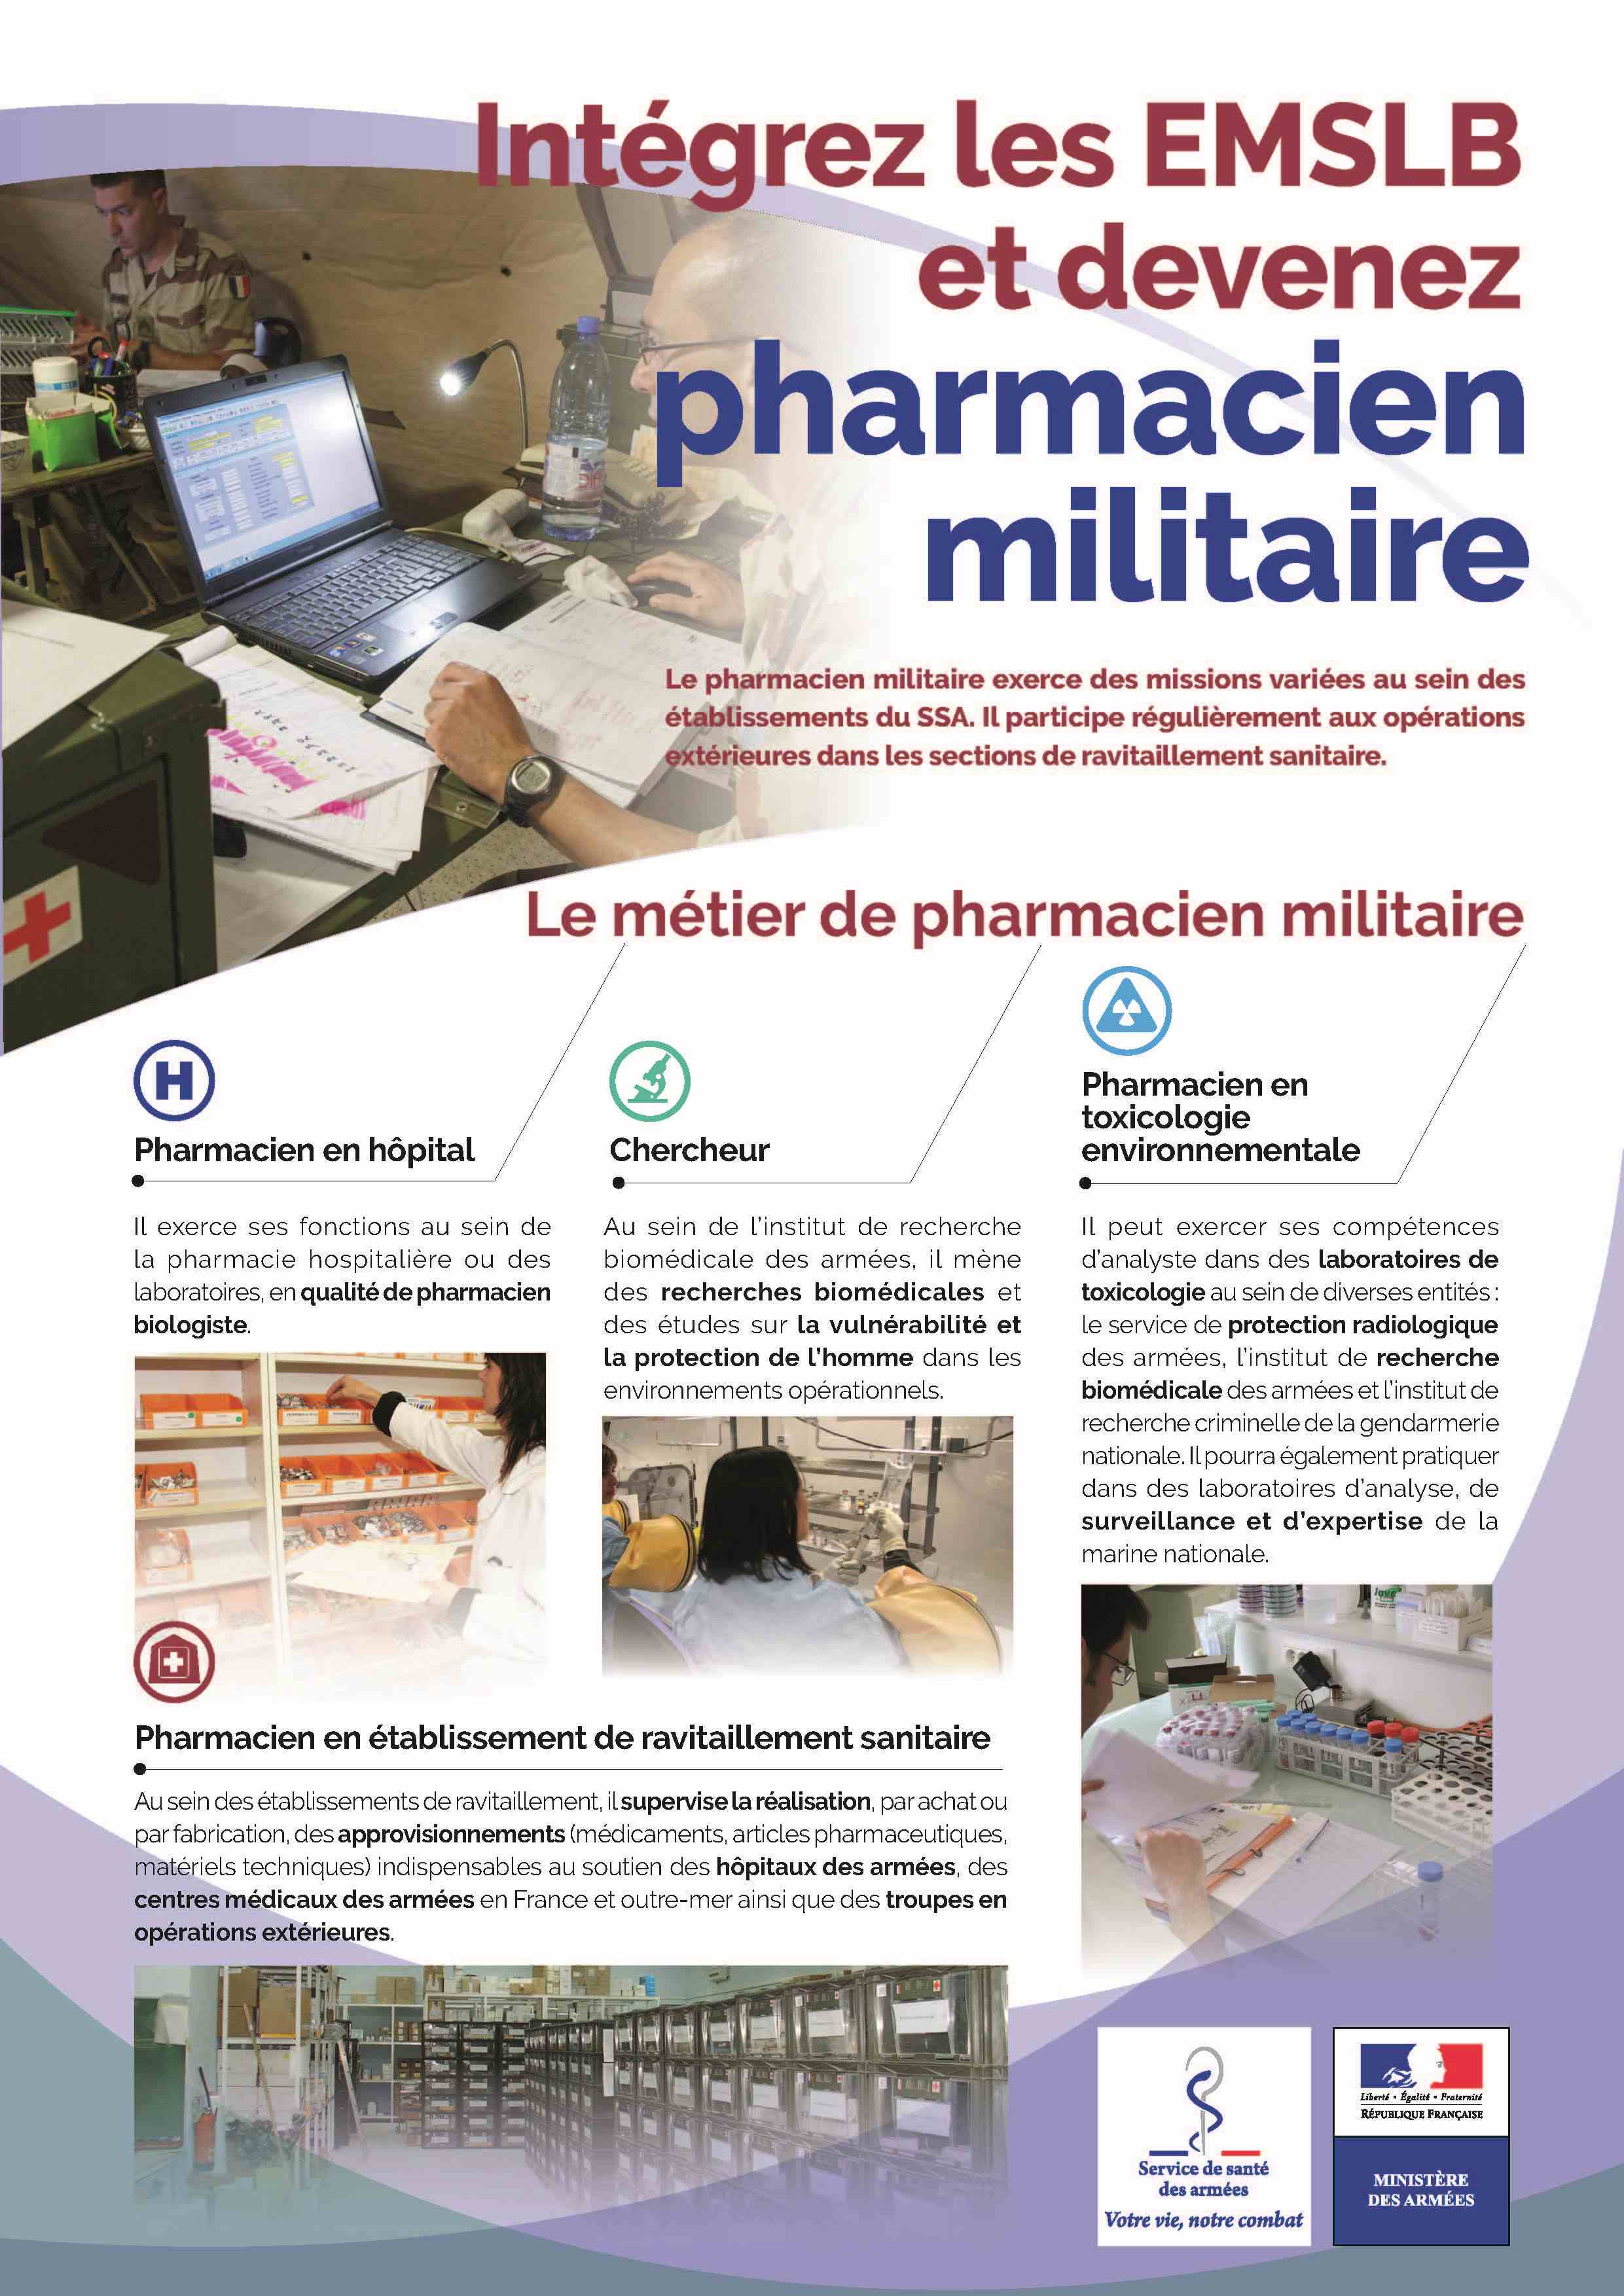 Intégrez les EMSLB
et devenez
pharmacien
militaire
Le pharmacien militaire exerce des missions variées au sein des
établissements du SSA. Il participe régulièrement aux opérations
extérieures dans les sections de ravitaillement sanitaire.
Le métier de pharmacien militaire
H
Pharmacien en hôpital
Il exerce ses fonctions au sein de
la pharmacie hospitalière ou des
laboratoires, en qualité de pharmacien
biologiste.
Chercheur
Au sein de l'institut de recherche
biomédicale des armées, il mène
des recherches biomédicales et
des études sur la vulnérabilité et
la protection de l'homme dans les
environnements opérationnels.
Pharmacien en
toxicologie
environnementale
Il peut exercer ses compétences
d'analyste dans des laboratoires de
toxicologie au sein de diverses entités :
le service de protection radiologique
des armées, l'institut de recherche
biomédicale des armées et l'institut de
recherche criminelle de la gendarmerie
nationale. Il pourra également pratiquer
dans des laboratoires d'analyse, de
surveillance et d'expertise de la
marine nationale.
Pharmacien en établissement de ravitaillement sanitaire
Au sein des établissements de ravitaillement, il supervise la réalisation, par achat ou
par fabrication, des approvisionnements (médicaments, articles pharmaceutiques,
matériels techniques) indispensables au soutien des hôpitaux des armées, des
centres médicaux des armées en France et outre-mer ainsi que des troupes en
opérations extérieures.
Service de santé
des armées
Votre vie, notre combat
Liberté • Égalité • Fraternité
RÉPUBLIQUE FRANÇAISE
MINISTÈRE
DES ARMÉES